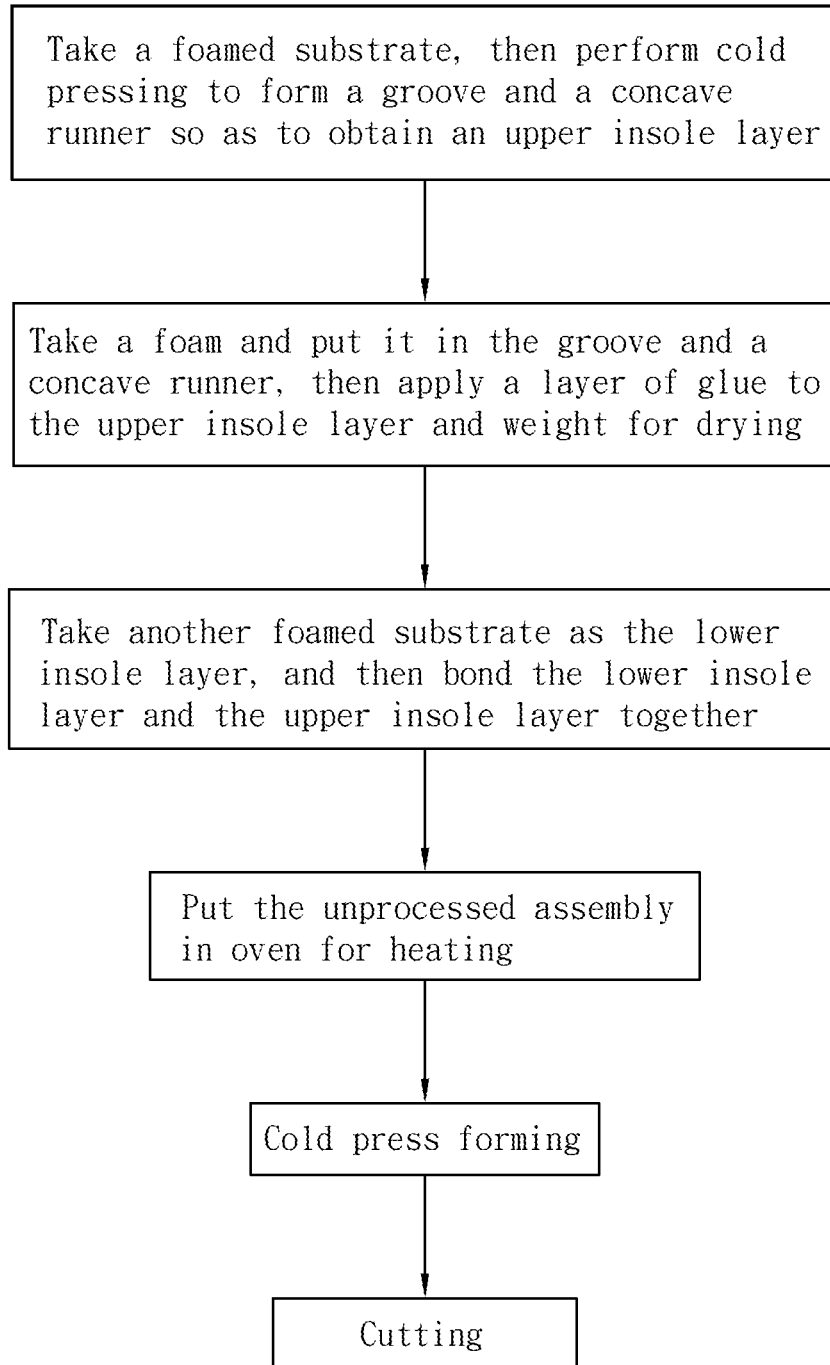 Take a foamed substrate, then perform cold
pressing to form a groove and a concave
runner so as to obtain an upper insole layer
Take a foam and put it in the groove and a
concave runner, then apply a layer of glue to
the upper insole layer and weight for drying
Take another foamed substrate as the lower
insole layer, and then bond the lower insole
layer and the upper insole layer together
Put the unprocessed assembly
in oven for heating
Cold press forming
Cutting